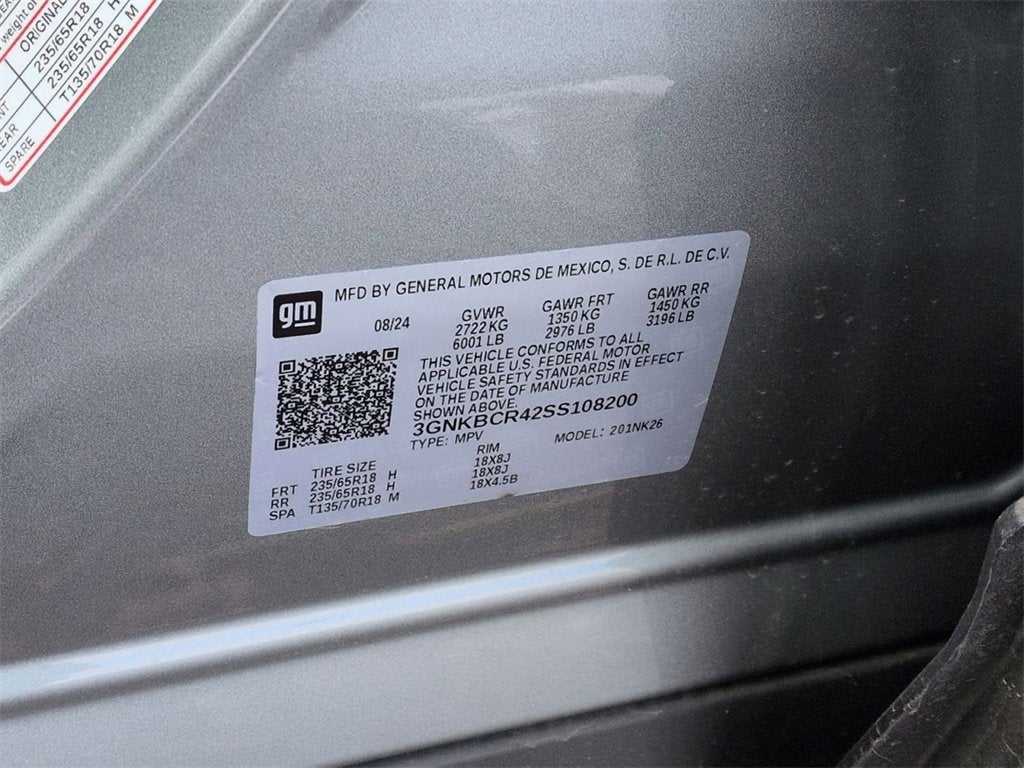 weight of
ORIGINAL
235/65R18 H
235/65R18 H
T135/70R18 M
SPARE
gm
MFD BY GENERAL MOTORS DE MEXICO, S. DE R.L. DE C.V.
08/24 GVWR GAWR FRT GAWR RR
2722 KG 1350 KG 1450 KG
6001 LB 2976 LB 3196 LB
THIS VEHICLE CONFORMS TO ALL
APPLICABLE U.S. FEDERAL MOTOR
VEHICLE SAFETY STANDARDS IN EFFECT
ON THE DATE OF MANUFACTURE
SHOWN ABOVE.
3GNKBCR42SS108200
TYPE: MPV MODEL: 201NK26
TIRE SIZE RIM
FRT 235/65R18 H 18X8J
RR 235/65R18 H 18X8J
SPA T135/70R18 M 18X4.5B